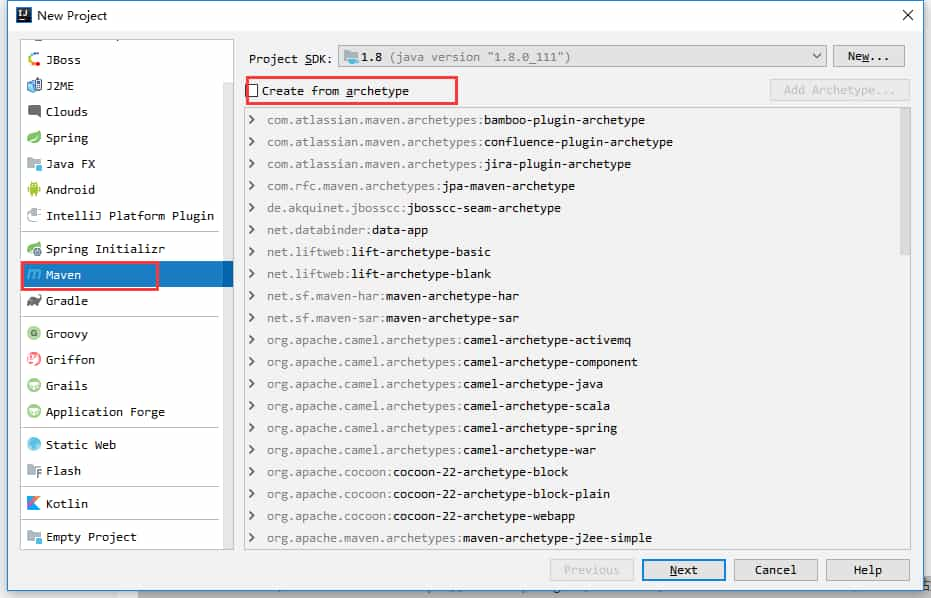 New Project
JBoss
J2ME
Clouds
Spring
Java FX
Android
IntelliJ Platform Plugin
Spring Initializr
Maven
Gradle
Groovy
Griffon
Grails
Application Forge
Static Web
Flash
Kotlin
Empty Project
Project SDK: 1.8 (java version "1.8.0_111") New...
Create from archetype Add Archetype...
com.atlassian.maven.archetypes:bamboo-plugin-archetype
com.atlassian.maven.archetypes:confluence-plugin-archetype
com.atlassian.maven.archetypes:jira-plugin-archetype
com.rfc.maven.archetypes:jpa-maven-archetype
de.akquinet.jbosscc:jbosscc-seam-archetype
net.databinder:data-app
net.liftweb:lift-archetype-basic
net.liftweb:lift-archetype-blank
net.sf.maven-har:maven-archetype-har
net.sf.maven-sar:maven-archetype-sar
org.apache.camel.archetypes:camel-archetype-activemq
org.apache.camel.archetypes:camel-archetype-component
org.apache.camel.archetypes:camel-archetype-java
org.apache.camel.archetypes:camel-archetype-scala
org.apache.camel.archetypes:camel-archetype-spring
org.apache.camel.archetypes:camel-archetype-war
org.apache.cocoon:cocoon-22-archetype-block
org.apache.cocoon:cocoon-22-archetype-block-plain
org.apache.cocoon:cocoon-22-archetype-webapp
org.apache.maven.archetypes:maven-archetype-j2ee-simple
Previous Next Cancel Help